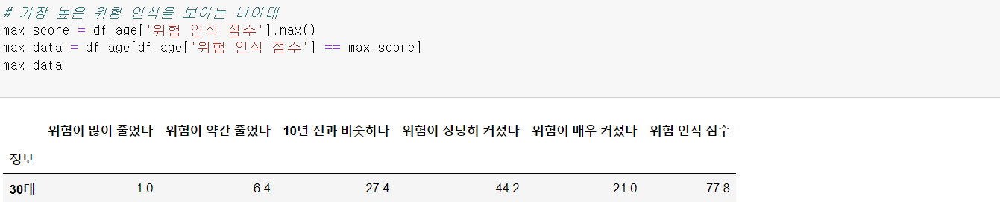 # 가장 높은 위험 인식을 보이는 나이대
max_score = df_age['위험 인식 점수'].max()
max_data = df_age[df_age['위험 인식 점수'] == max_score]
max_data
위험이 많이 줄었다 위험이 약간 줄었다 10년 전과 비슷하다 위험이 상당히 커졌다 위험이 매우 커졌다 위험 인식 점수
정보
30대 1.0 6.4 27.4 44.2 21.0 77.8